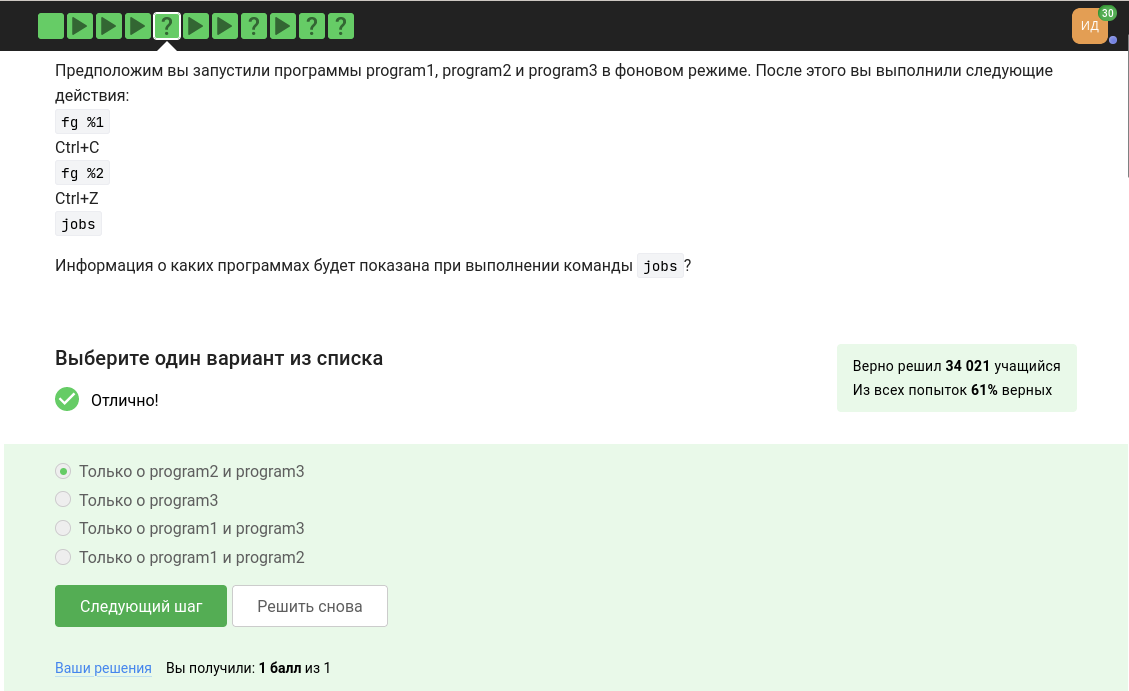 ? ? ? ?
ИД
30
Предположим вы запустили программы program1, program2 и program3 в фоновом режиме. После этого вы выполнили следующие
действия:
fg %1
Ctrl+C
fg %2
Ctrl+Z
jobs
Информация о каких программах будет показана при выполнении команды jobs ?
Выберите один вариант из списка
Отлично!
Верно решил 34 021 учащийся
Из всех попыток 61% верных
Только о program2 и program3
Только о program3
Только о program1 и program3
Только о program1 и program2
Следующий шаг
Решить снова
Ваши решения Вы получили: 1 балл из 1